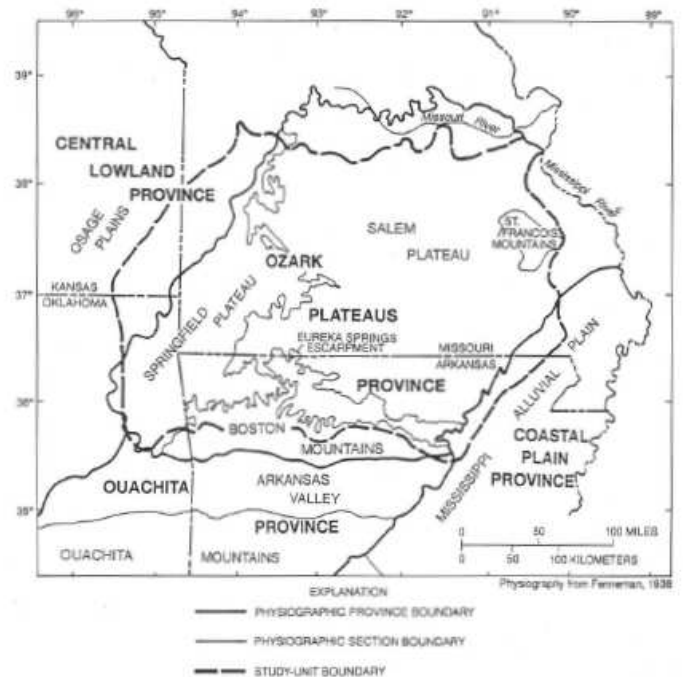 95° 95° 94° 93° 92° 91° 90° 89°
39°
Missouri River
CENTRAL
LOWLAND
PROVINCE
38°
Mississippi River
OSAGE PLAINS
SALEM
PLATEAU
ST.
FRANCOIS
MOUNTAINS
OZARK
KANSAS
OKLAHOMA
37°
SPRINGFIELD PLATEAU
PLATEAUS
EUREKA SPRINGS
ESCARPMENT
MISSOURI
ARKANSAS
PROVINCE
36°
BOSTON
MOUNTAINS
MISSISSIPPI ALLUVIAL PLAIN
COASTAL
PLAIN
PROVINCE
OUACHITA
ARKANSAS
VALLEY
PROVINCE
OUACHITA MOUNTAINS
0 50 100 MILES
0 50 100 KILOMETERS
Physiography from Fenneman, 1938
EXPLANATION
PHYSIOGRAPHIC PROVINCE BOUNDARY
PHYSIOGRAPHIC SECTION BOUNDARY
STUDY-UNIT BOUNDARY